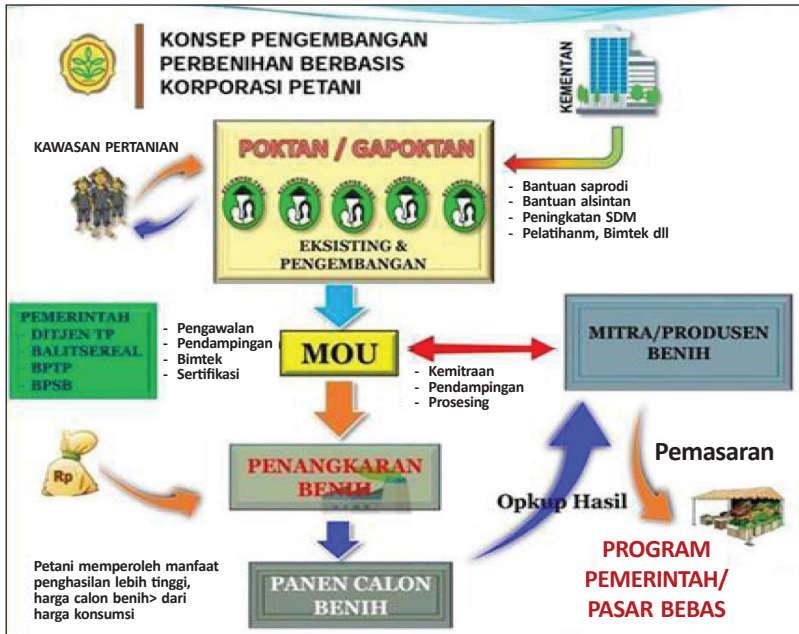 KONSEP PENGEMBANGAN
PERBENIHAN BERBASIS
KORPORASI PETANI
KEMENTAN
KAWASAN PERTANIAN
POKTAN / GAPOKTAN
EKSISTING &
PENGEMBANGAN
- Bantuan saprodi
- Bantuan alsintan
- Peningkatan SDM
- Pelatihanm, Bimtek dll
PEMERINTAH
- DITJEN TP
- BALITSEREAL
- BPTP
- BPSB
- Pengawalan
- Pendampingan
- Bimtek
- Sertifikasi
MOU
- Kemitraan
- Pendampingan
- Prosesing
MITRA/PRODUSEN
BENIH
Rp
PENANGKARAN
BENIH
Opkup Hasil
Pemasaran
Petani memperoleh manfaat
penghasilan lebih tinggi,
harga calon benih> dari
harga konsumsi
PANEN CALON
BENIH
PROGRAM
PEMERINTAH/
PASAR BEBAS